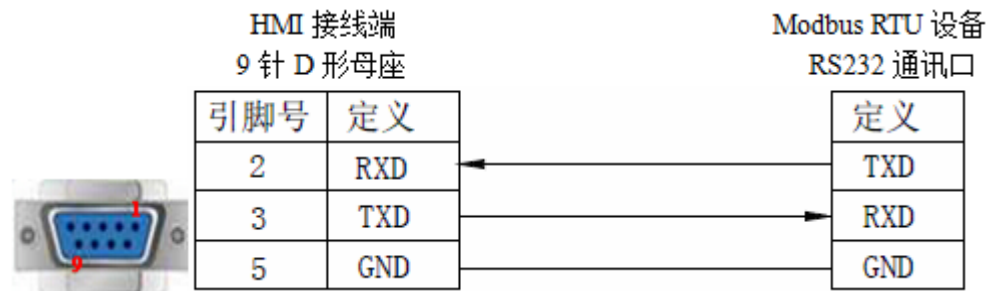 HMI 接线端
9 针 D 形母座
Modbus RTU 设备
RS232 通讯口
引脚号 定义 定义
2 RXD TXD
3 TXD RXD
5 GND GND
1
9